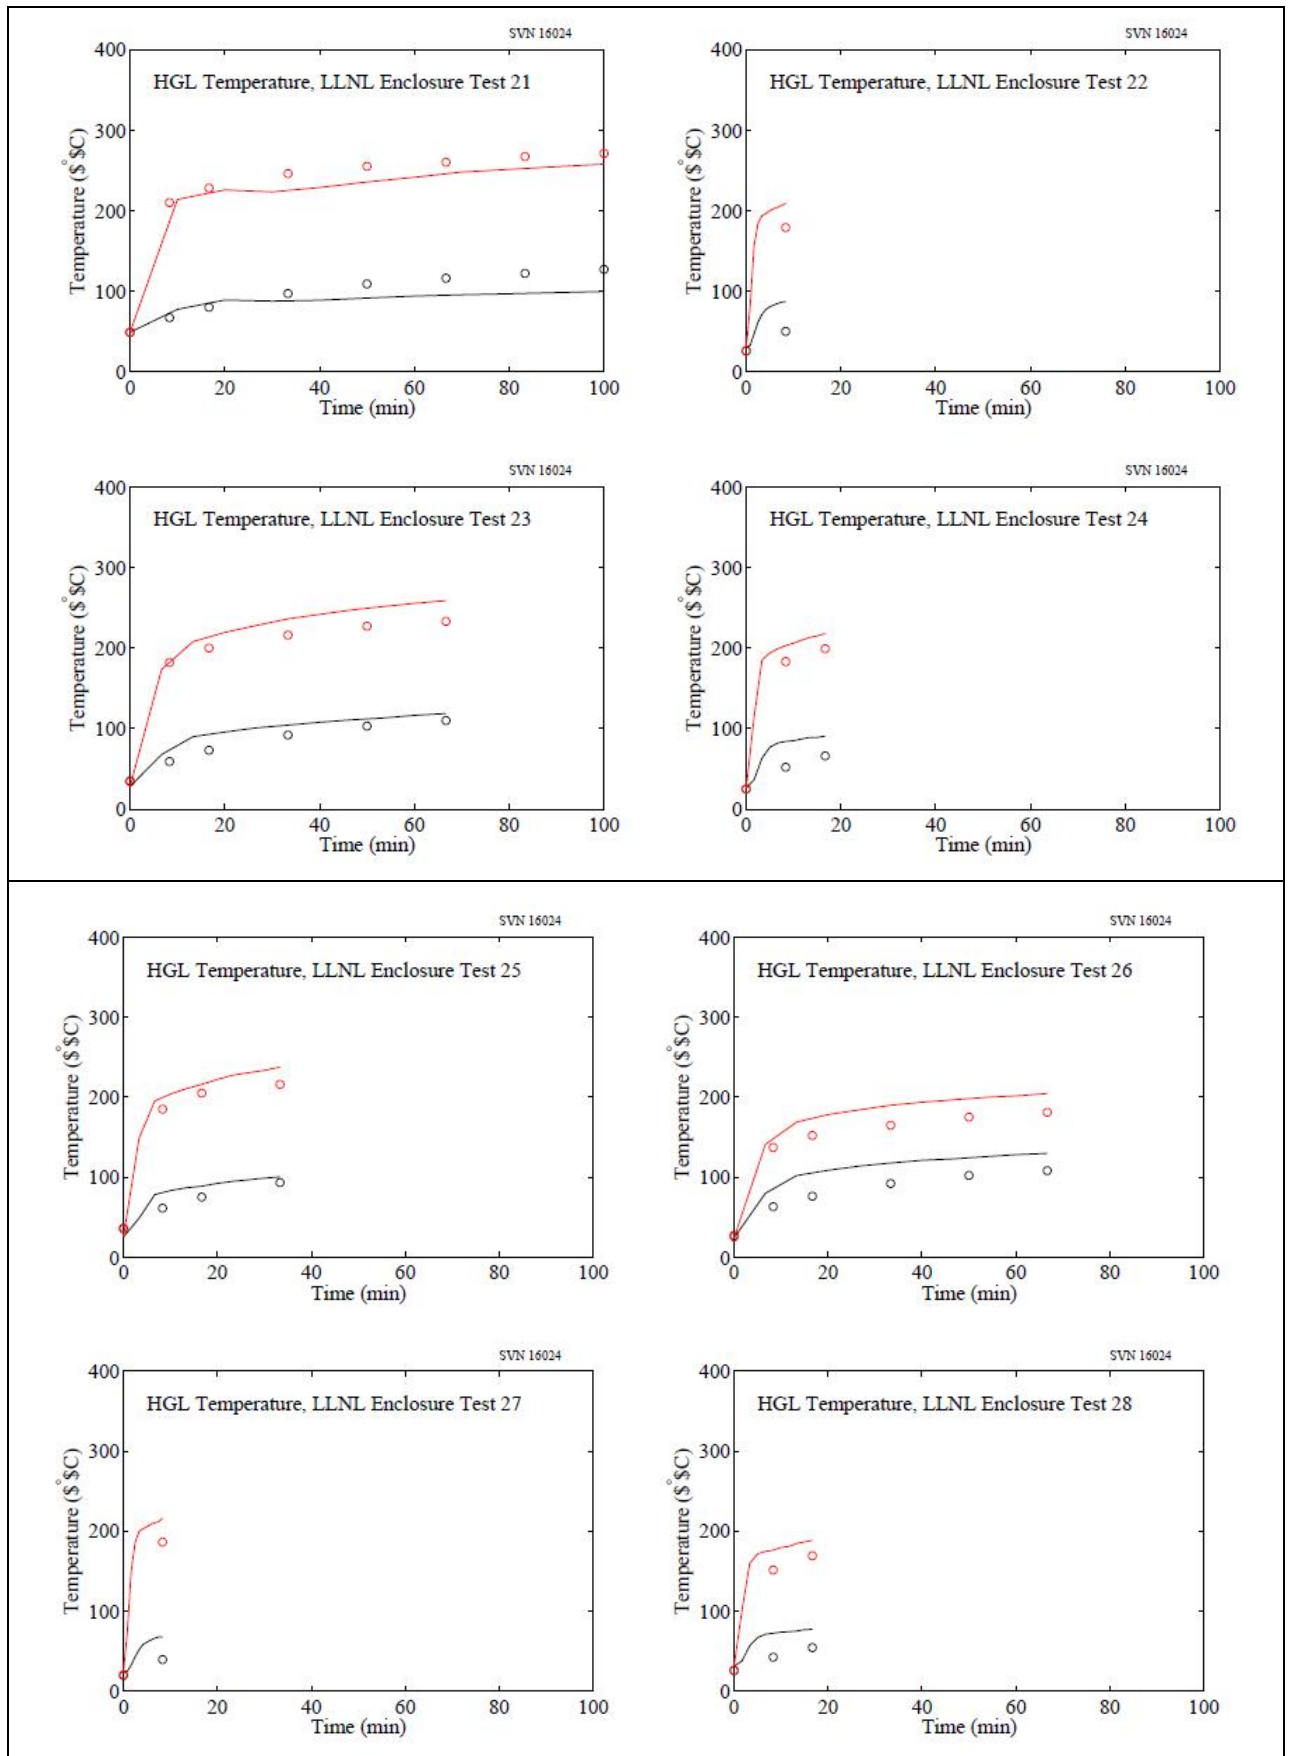 SVN 16024
HGL Temperature, LLNL Enclosure Test 21
Temperature ($°$C)
400
300
200
100
0
0 20 40 60 80 100
Time (min)
SVN 16024
HGL Temperature, LLNL Enclosure Test 22
Temperature ($°$C)
400
300
200
100
0
0 20 40 60 80 100
Time (min)
SVN 16024
HGL Temperature, LLNL Enclosure Test 23
Temperature ($°$C)
400
300
200
100
0
0 20 40 60 80 100
Time (min)
SVN 16024
HGL Temperature, LLNL Enclosure Test 24
Temperature ($°$C)
400
300
200
100
0
0 20 40 60 80 100
Time (min)
SVN 16024
HGL Temperature, LLNL Enclosure Test 25
Temperature ($°$C)
400
300
200
100
0
0 20 40 60 80 100
Time (min)
SVN 16024
HGL Temperature, LLNL Enclosure Test 26
Temperature ($°$C)
400
300
200
100
0
0 20 40 60 80 100
Time (min)
SVN 16024
HGL Temperature, LLNL Enclosure Test 27
Temperature ($°$C)
400
300
200
100
0
0 20 40 60 80 100
Time (min)
SVN 16024
HGL Temperature, LLNL Enclosure Test 28
Temperature ($°$C)
400
300
200
100
0
0 20 40 60 80 100
Time (min)